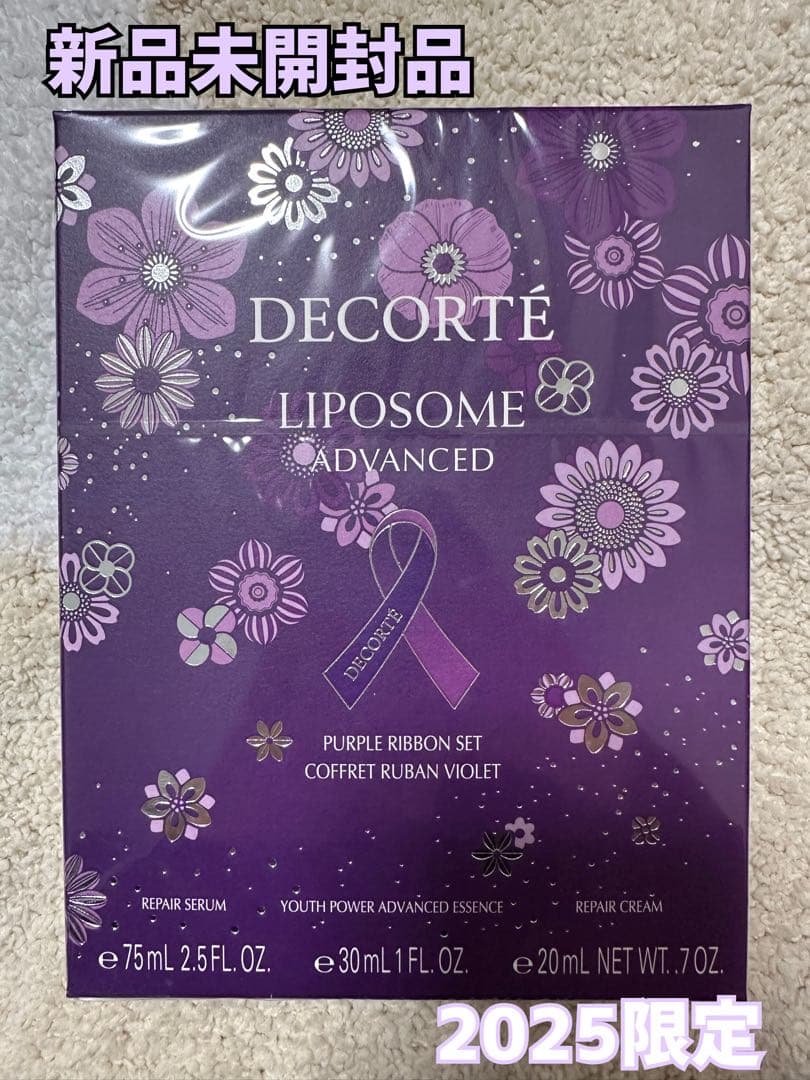 新品未開封品
DECORTÉ
LIPOSOME
ADVANCED
DECORTÉ
PURPLE RIBBON SET
COFFRET RUBAN VIOLET
REPAIR SERUM YOUTH POWER ADVANCED ESSENCE REPAIR CREAM
e 75mL 2.5FL. OZ. e 30mL 1 FL. OZ. e 20mL NET WT. .7 OZ.
2025限定